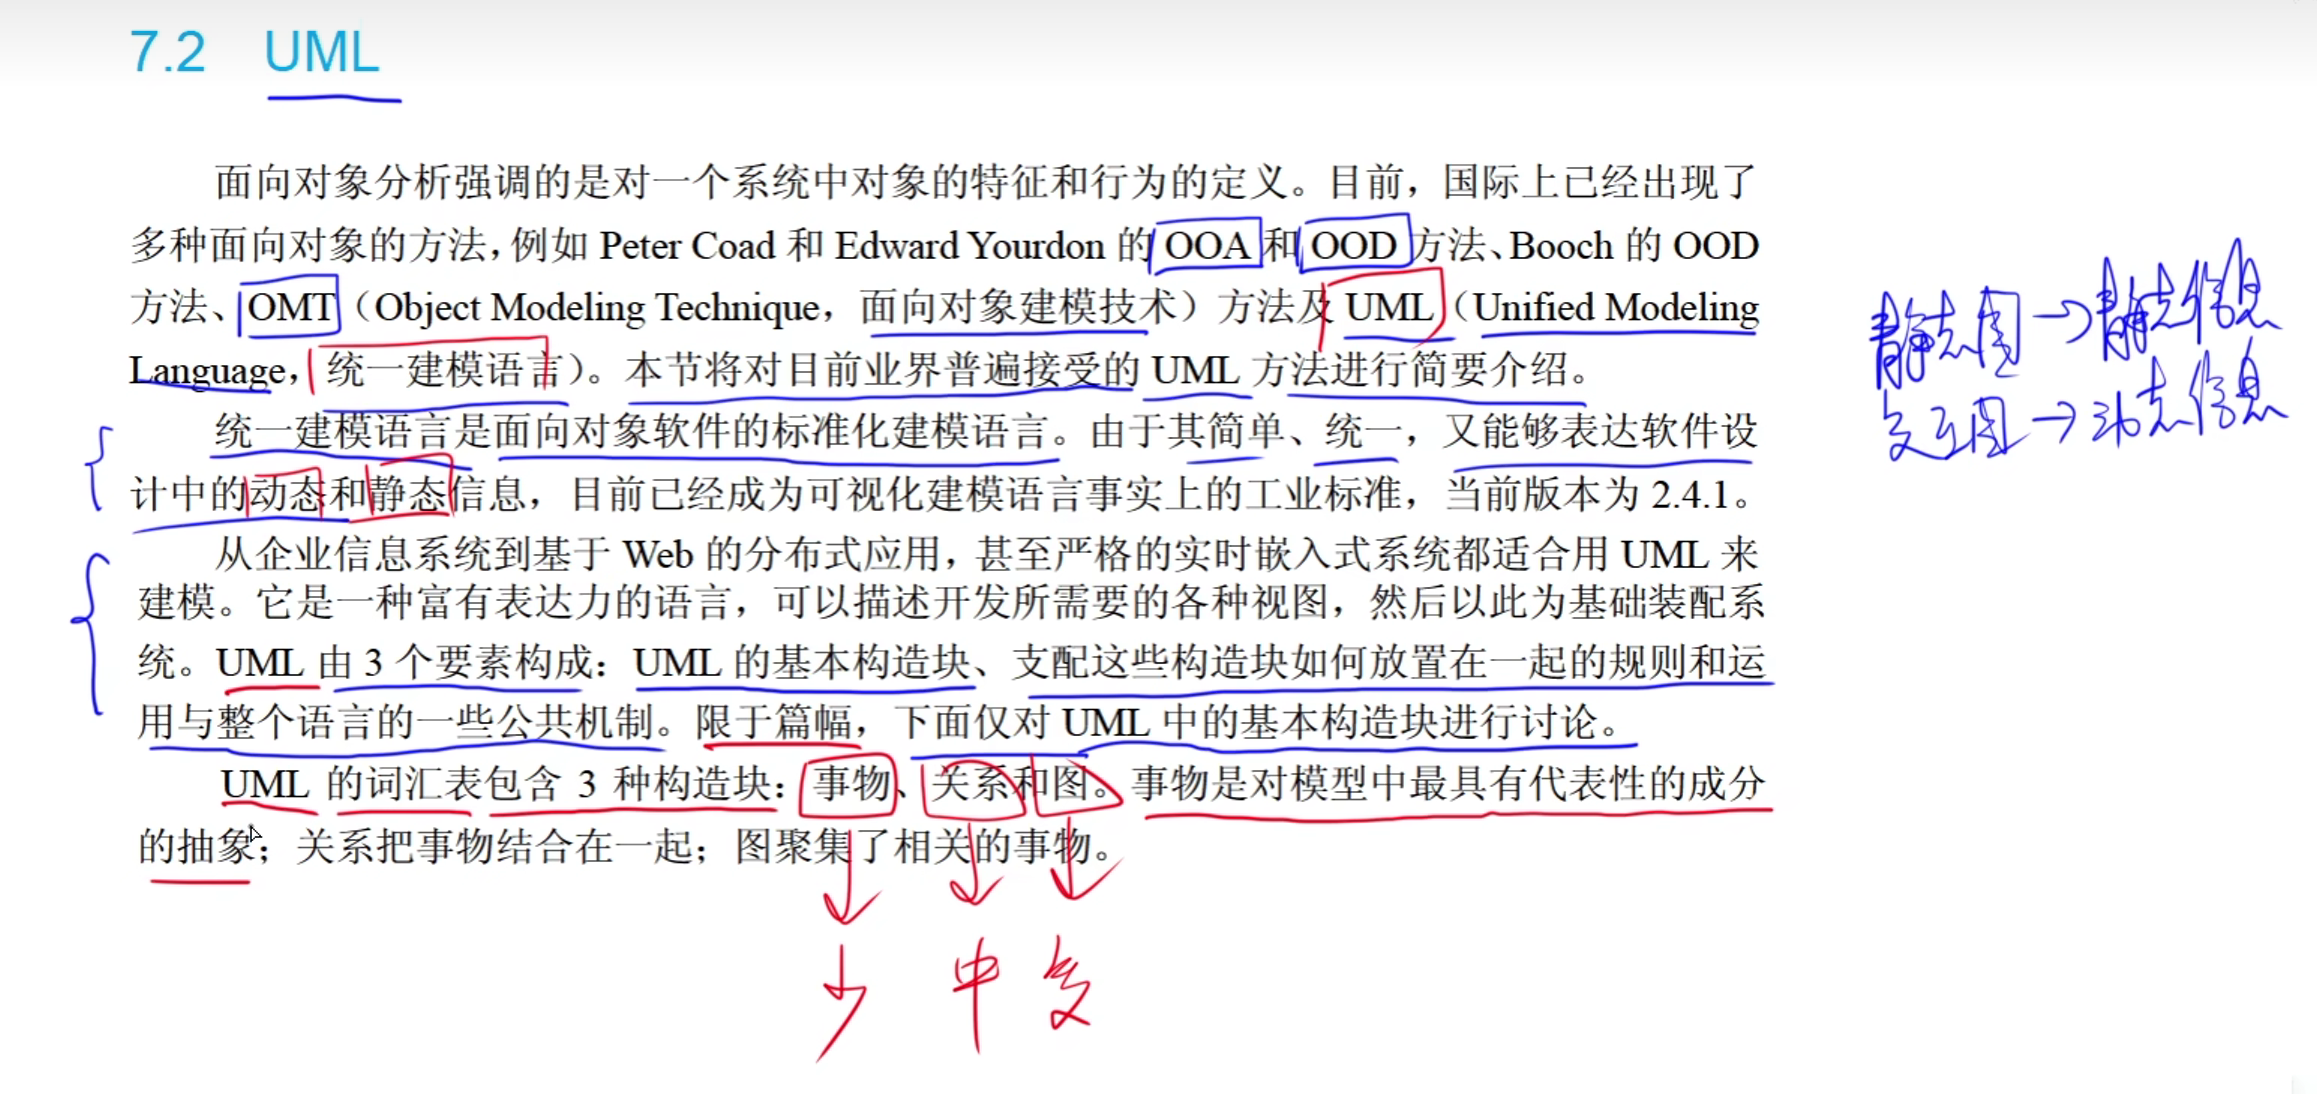 7.2 UML
面向对象分析强调的是对一个系统中对象的特征和行为的定义。目前，国际上已经出现了
多种面向对象的方法，例如 Peter Coad 和 Edward Yourdon 的 OOA 和 OOD 方法、Booch 的 OOD
方法、OMT（Object Modeling Technique，面向对象建模技术）方法及 UML（Unified Modeling
Language，统一建模语言）。本节将对目前业界普遍接受的 UML 方法进行简要介绍。
统一建模语言是面向对象软件的标准化建模语言。由于其简单、统一，又能够表达软件设
计中的动态和静态信息，目前已经成为可视化建模语言事实上的工业标准，当前版本为 2.4.1。
从企业信息系统到基于 Web 的分布式应用，甚至严格的实时嵌入式系统都适合用 UML 来
建模。它是一种富有表达力的语言，可以描述开发所需要的各种视图，然后以此为基础装配系
统。UML 由 3 个要素构成：UML 的基本构造块、支配这些构造块如何放置在一起的规则和运
用与整个语言的一些公共机制。限于篇幅，下面仅对 UML 中的基本构造块进行讨论。
UML 的词汇表包含 3 种构造块：事物、关系和图。事物是对模型中最具有代表性的成分
的抽象；关系把事物结合在一起；图聚集了相关的事物。
静态图→静态信息
交互图→动态信息
少 中 多